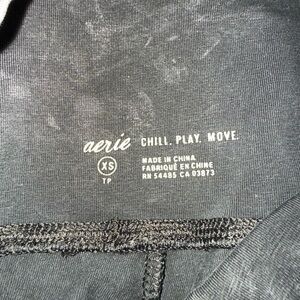 aerie CHILL. PLAY. MOVE.
XS
TP
MADE IN CHINA
FABRIQUÉ EN CHINE
RN 54485 CA 03873